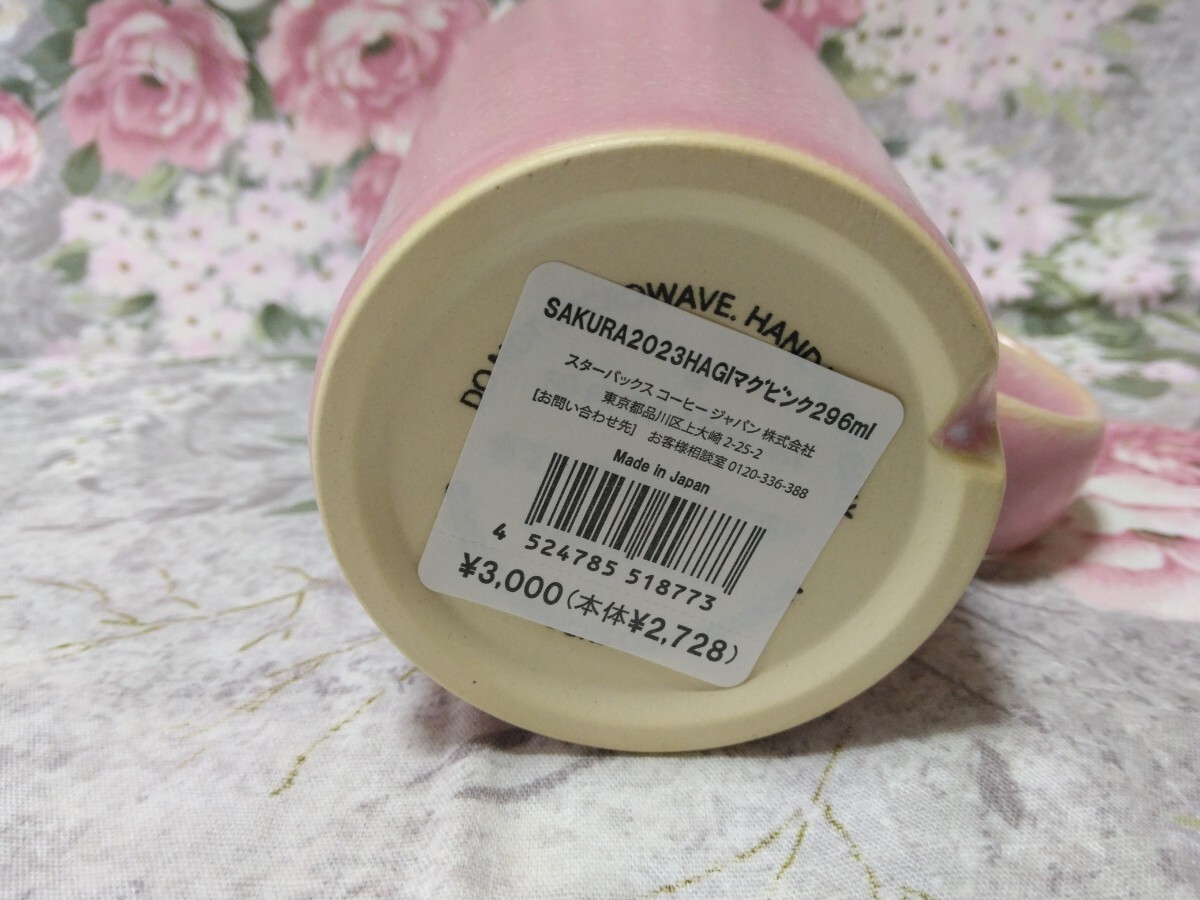 OWAVE. HAND
SAKURA2023HAGIマグピンク296ml
スターバックス コーヒー ジャパン 株式会社
東京都品川区上大崎 2-25-2
[お問い合わせ先] お客様相談室 0120-336-388
Made in Japan
4 524785 518773
¥3,000(本体¥2,728)